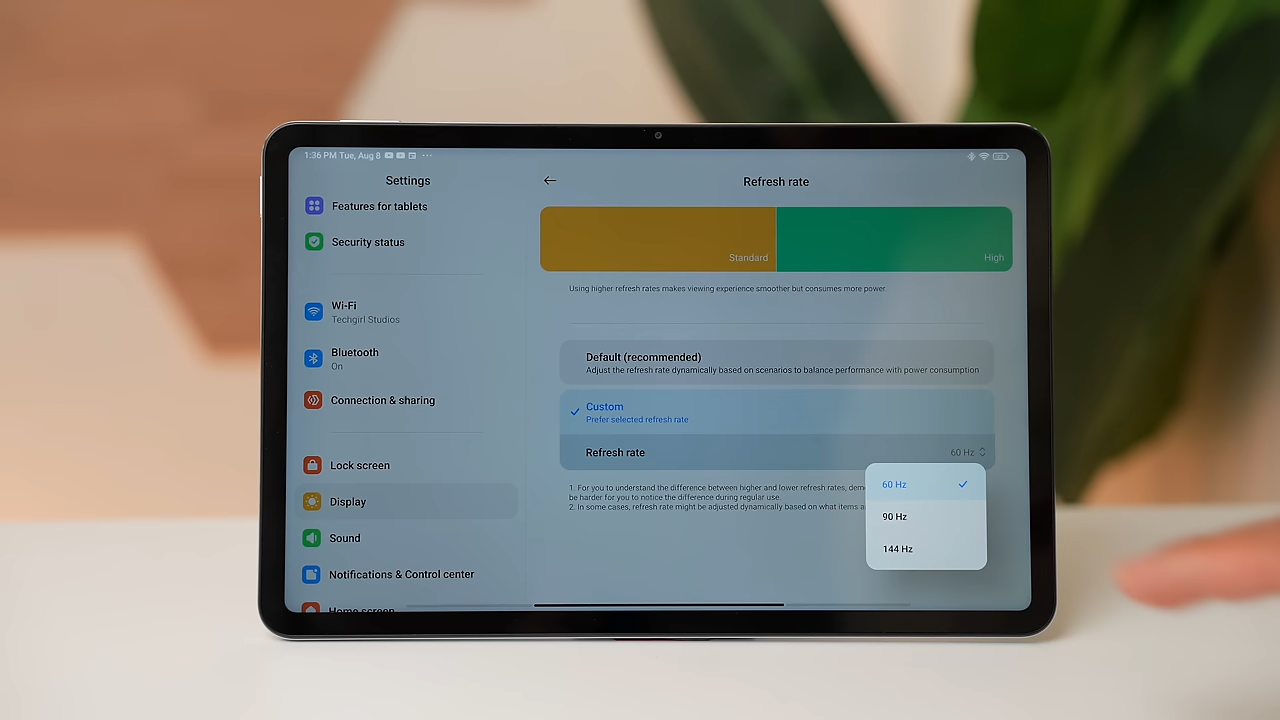 1:36 PM Tue, Aug 8
Settings
Features for tablets
Security status
Wi-Fi
Techgirl Studios
Bluetooth
On
Connection & sharing
Lock screen
Display
Sound
Notifications & Control center
Home screen
Refresh rate
Standard
High
Using higher refresh rates makes viewing experience smoother but consumes more power.
Default (recommended)
Adjust the refresh rate dynamically based on scenarios to balance performance with power consumption
Custom
Prefer selected refresh rate
Refresh rate
60 Hz
1. For you to understand the difference between higher and lower refresh rates,
be harder for you to notice the difference during regular use.
2. In some cases, refresh rate might be adjusted dynamically based on what items
60 Hz
90 Hz
144 Hz